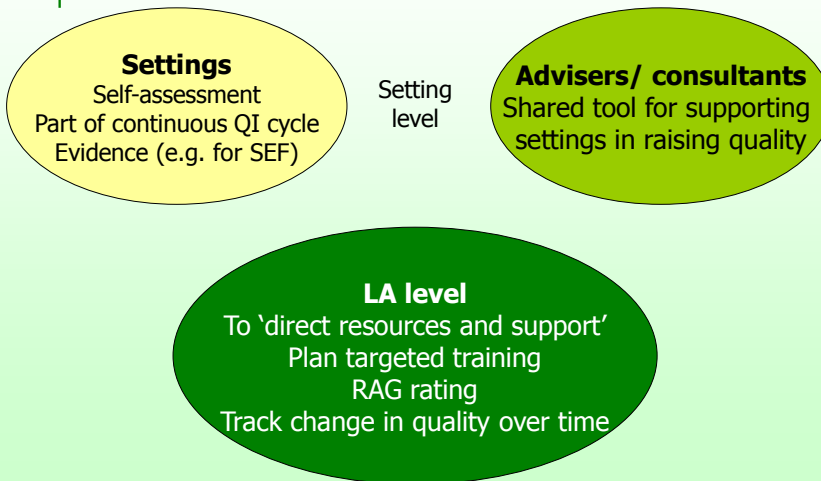 Settings
Self-assessment
Part of continuous QI cycle
Evidence (e.g. for SEF)
Setting
level
Advisers/ consultants
Shared tool for supporting
settings in raising quality
LA level
To ‘direct resources and support’
Plan targeted training
RAG rating
Track change in quality over time